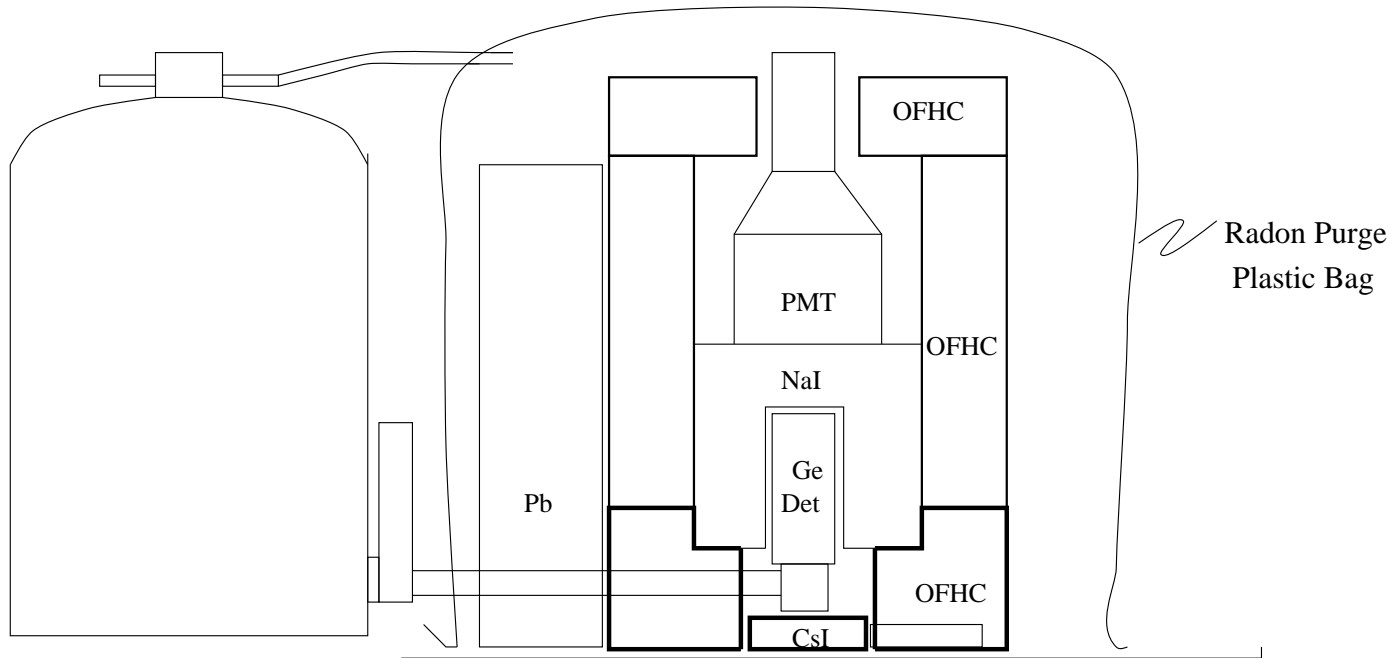 OFHC
Radon Purge
Plastic Bag
PMT
OFHC
NaI
Ge
Det
Pb
OFHC
CsI